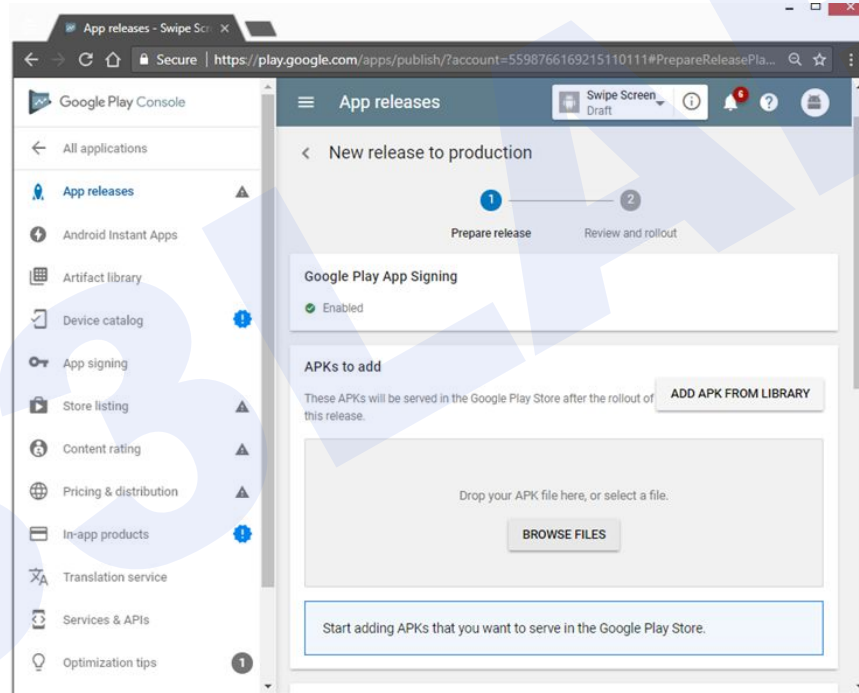 App releases - Swipe Scr
Secure | https://play.google.com/apps/publish/?account=5598766169215110111#PrepareReleasePla...
Google Play Console
App releases
Swipe Screen
Draft
6
All applications
New release to production
App releases
1
2
Prepare release
Review and rollout
Android Instant Apps
Artifact library
Google Play App Signing
Enabled
Device catalog
App signing
APKs to add
These APKs will be served in the Google Play Store after the rollout of
this release.
ADD APK FROM LIBRARY
Store listing
Content rating
Pricing & distribution
Drop your APK file here, or select a file.
In-app products
BROWSE FILES
Translation service
Services & APIs
Start adding APKs that you want to serve in the Google Play Store.
Optimization tips
1